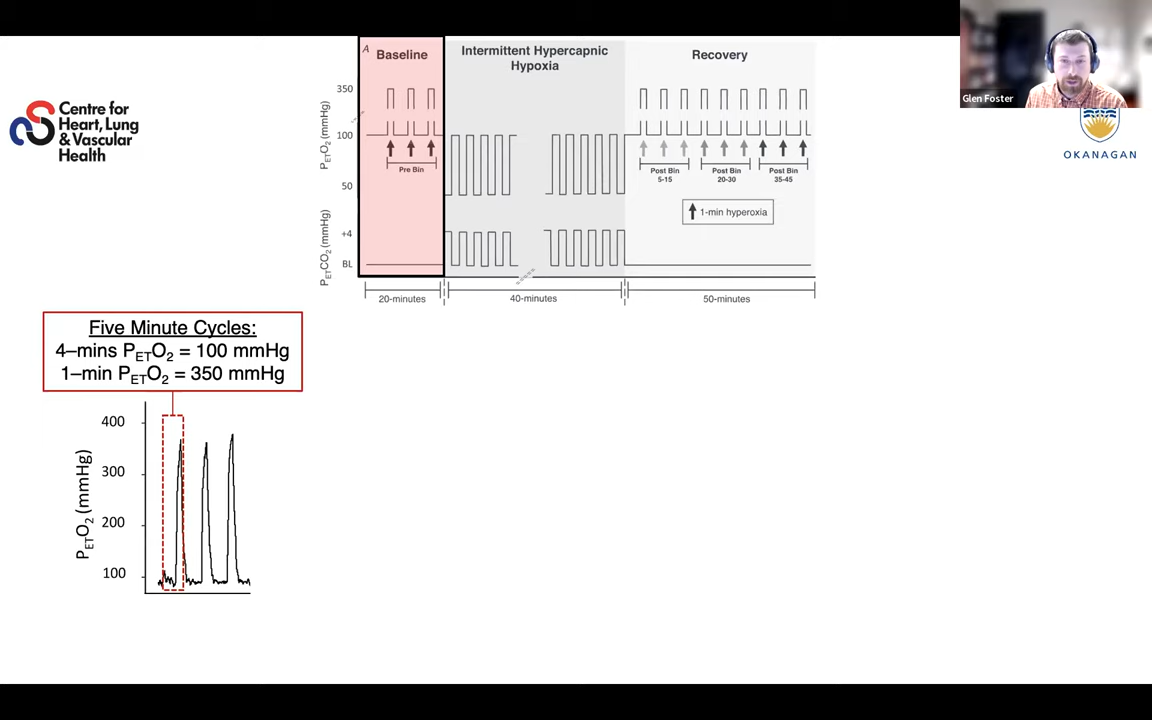 Centre for
Heart, Lung
& Vascular
Health
A
Baseline
Intermittent Hypercapnic
Hypoxia
Recovery
350
100
50
PETO2 (mmHg)
Pre Bin
Post Bin
5-15
Post Bin
20-30
Post Bin
35-45
1-min hyperoxia
+4
BL
PETCO2 (mmHg)
20-minutes
40-minutes
50-minutes
Glen Foster
OKANAGAN
Five Minute Cycles:
4–mins PETO2 = 100 mmHg
1–min PETO2 = 350 mmHg
400
300
200
100
PETO2 (mmHg)